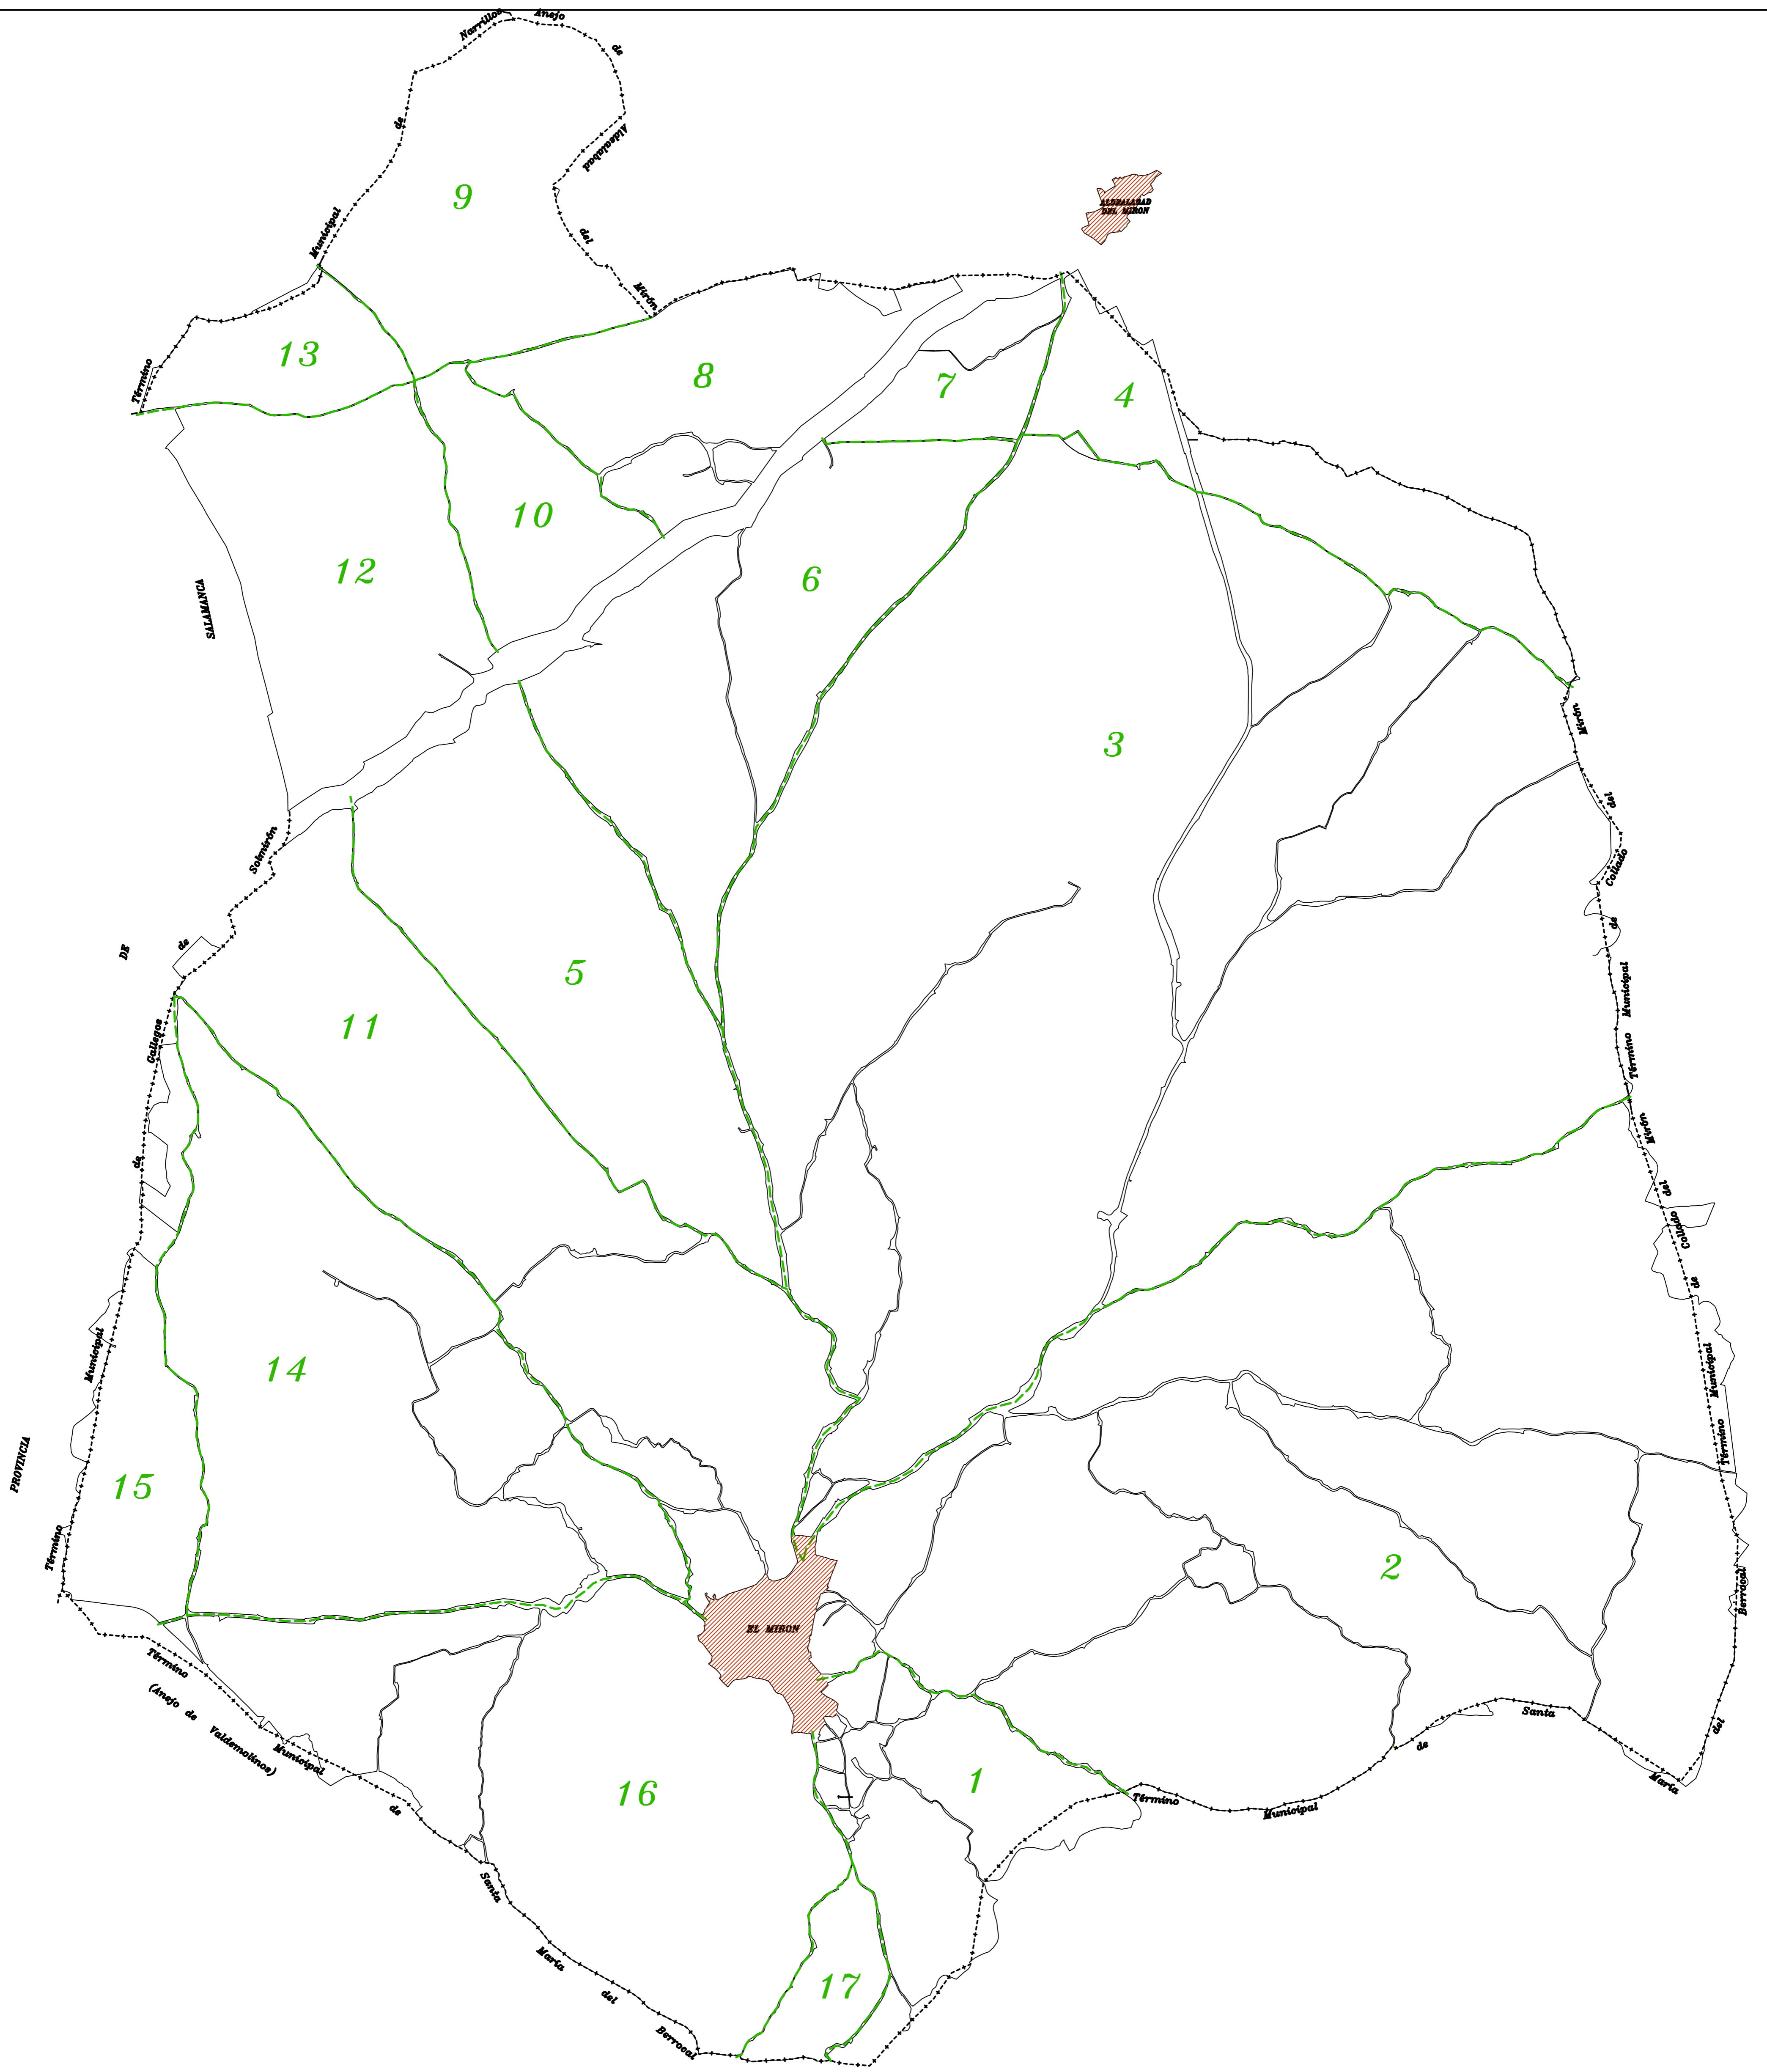 Narrillos
Anejo
de
de
Aldealabad
Municipal
9
del
ALDEALABAD
DEL MIRON
Mirón
13
Término
8
7
4
10
12
6
SALAMANCA
3
Mirón
del
Solmirón
Collado
de
de
DE
5
Municipal
11
Gallegos
Término
Mirón
de
del
Collado
de
Municipal
14
Municipal
Término
PROVINCIA
15
Término
2
Berrocal
EL MIRON
Término
(Anejo de Valdemolinos)
Municipal
de
Santa
del
de
María
1
16
Término
Municipal
Santa
María
del
17
Berrocal